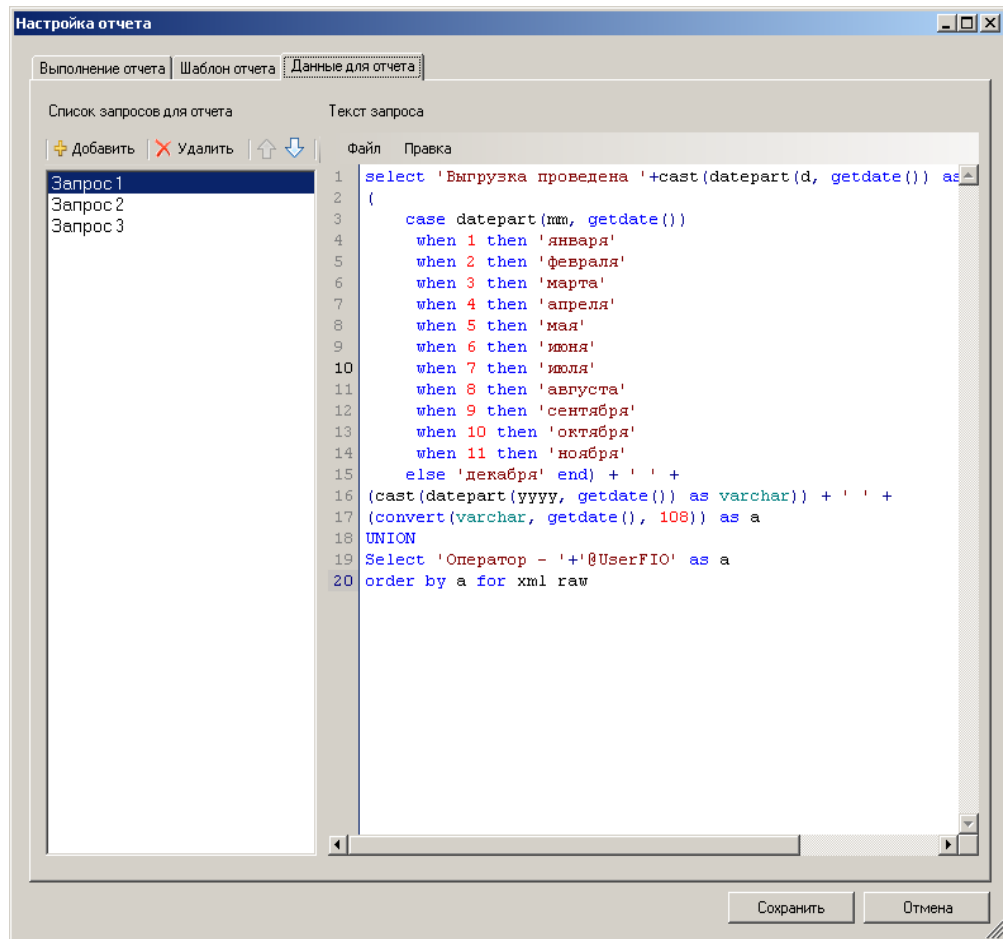 Настройка отчета
Выполнение отчета Шаблон отчета Данные для отчета
Список запросов для отчета Текст запроса
Добавить Удалить Файл Правка
Запрос 1
Запрос 2
Запрос 3
1 select 'Выгрузка проведена '+cast(datepart(d, getdate()) as
2 (
3 case datepart(mm, getdate())
4 when 1 then 'января'
5 when 2 then 'февраля'
6 when 3 then 'марта'
7 when 4 then 'апреля'
8 when 5 then 'мая'
9 when 6 then 'июня'
10 when 7 then 'июля'
11 when 8 then 'августа'
12 when 9 then 'сентября'
13 when 10 then 'октября'
14 when 11 then 'ноября'
15 else 'декабря' end) + ' ' +
16 (cast(datepart(yyyy, getdate()) as varchar)) + ' ' +
17 (convert(varchar, getdate(), 108)) as a
18 UNION
19 Select 'Оператор - '+'@UserFIO' as a
20 order by a for xml raw
Сохранить Отмена